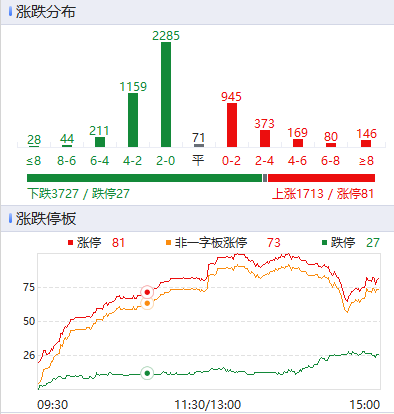 涨跌分布
28 44 211 1159 2285 71 945 373 169 80 146
≤8 8-6 6-4 4-2 2-0 平 0-2 2-4 4-6 6-8 ≥8
下跌3727 / 跌停27 上涨1713 / 涨停81
涨跌停板
涨停 81 非一字板涨停 73 跌停 27
75
50
26
09:30 11:30/13:00 15:00